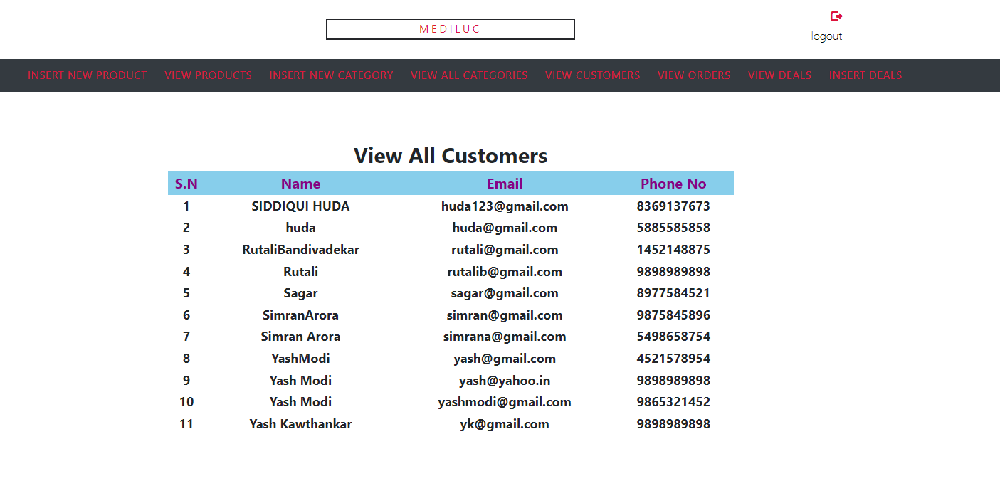 MEDILUC
logout
INSERT NEW PRODUCT VIEW PRODUCTS INSERT NEW CATEGORY VIEW ALL CATEGORIES VIEW CUSTOMERS VIEW ORDERS VIEW DEALS INSERT DEALS
View All Customers
S.N Name Email Phone No
1 SIDDIQUI HUDA huda123@gmail.com 8369137673
2 huda huda@gmail.com 5885585858
3 RutaliBandivadekar rutali@gmail.com 1452148875
4 Rutali rutalib@gmail.com 9898989898
5 Sagar sagar@gmail.com 8977584521
6 SimranArora simran@gmail.com 9875845896
7 Simran Arora simrana@gmail.com 5498658754
8 YashModi yash@gmail.com 4521578954
9 Yash Modi yash@yahoo.in 9898989898
10 Yash Modi yashmodi@gmail.com 9865321452
11 Yash Kawthankar yk@gmail.com 9898989898